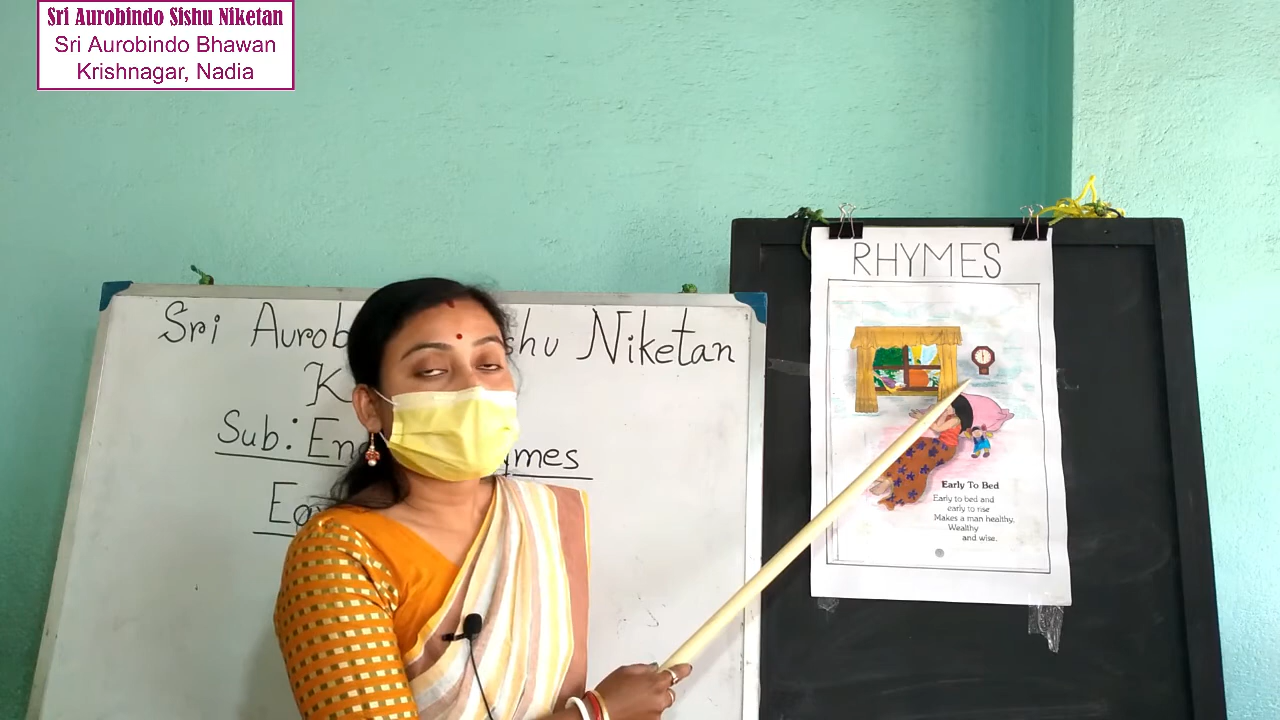 Sri Aurobindo Sishu Niketan
Sri Aurobindo Bhawan
Krishnagar, Nadia
Sri Aurob shu Niketan
K
Sub: En ymes
Ea
RHYMES
Early To Bed
Early to bed and
early to rise
Makes a man healthy,
Wealthy
and wise.